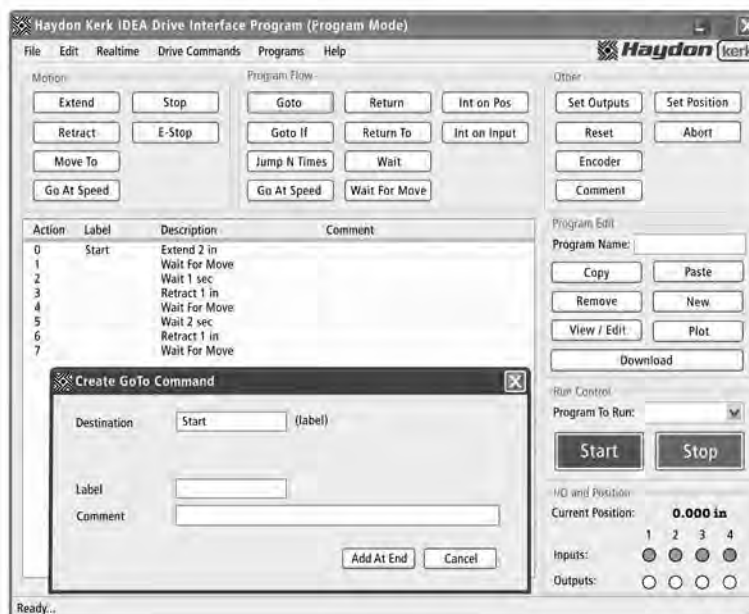 Haydon Kerk IDEA Drive Interface Program (Program Mode)
File Edit Realtime Drive Commands Programs Help
Haydon kerk
Motion
Extend Stop
Retract E-Stop
Move To
Go At Speed
Program Flow
Goto Return Int on Pos
Goto If Return To Int on Input
Jump N Times Wait
Go At Speed Wait For Move
Other
Set Outputs Set Position
Reset Abort
Encoder
Comment
Action Label Description Comment
0 Start Extend 2 in
1 Wait For Move
2 Wait 1 sec
3 Retract 1 in
4 Wait For Move
5 Wait 2 sec
6 Retract 1 in
7 Wait For Move
Program Edit
Program Name:
Copy Paste
Remove New
View / Edit Plot
Download
Create GoTo Command
Destination Start (label)
Label
Comment
Add At End Cancel
Run Control
Program To Run:
Start Stop
I/O and Position
Current Position: 0.000 in
1 2 3 4
Inputs:
Outputs:
Ready...